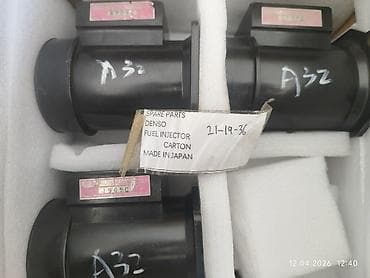 A32
A32
SPARE PARTS
DENSO
FUEL INJECTOR 21-19-36
CARTON
MADE IN JAPAN
A32
12.04.2026 12:40